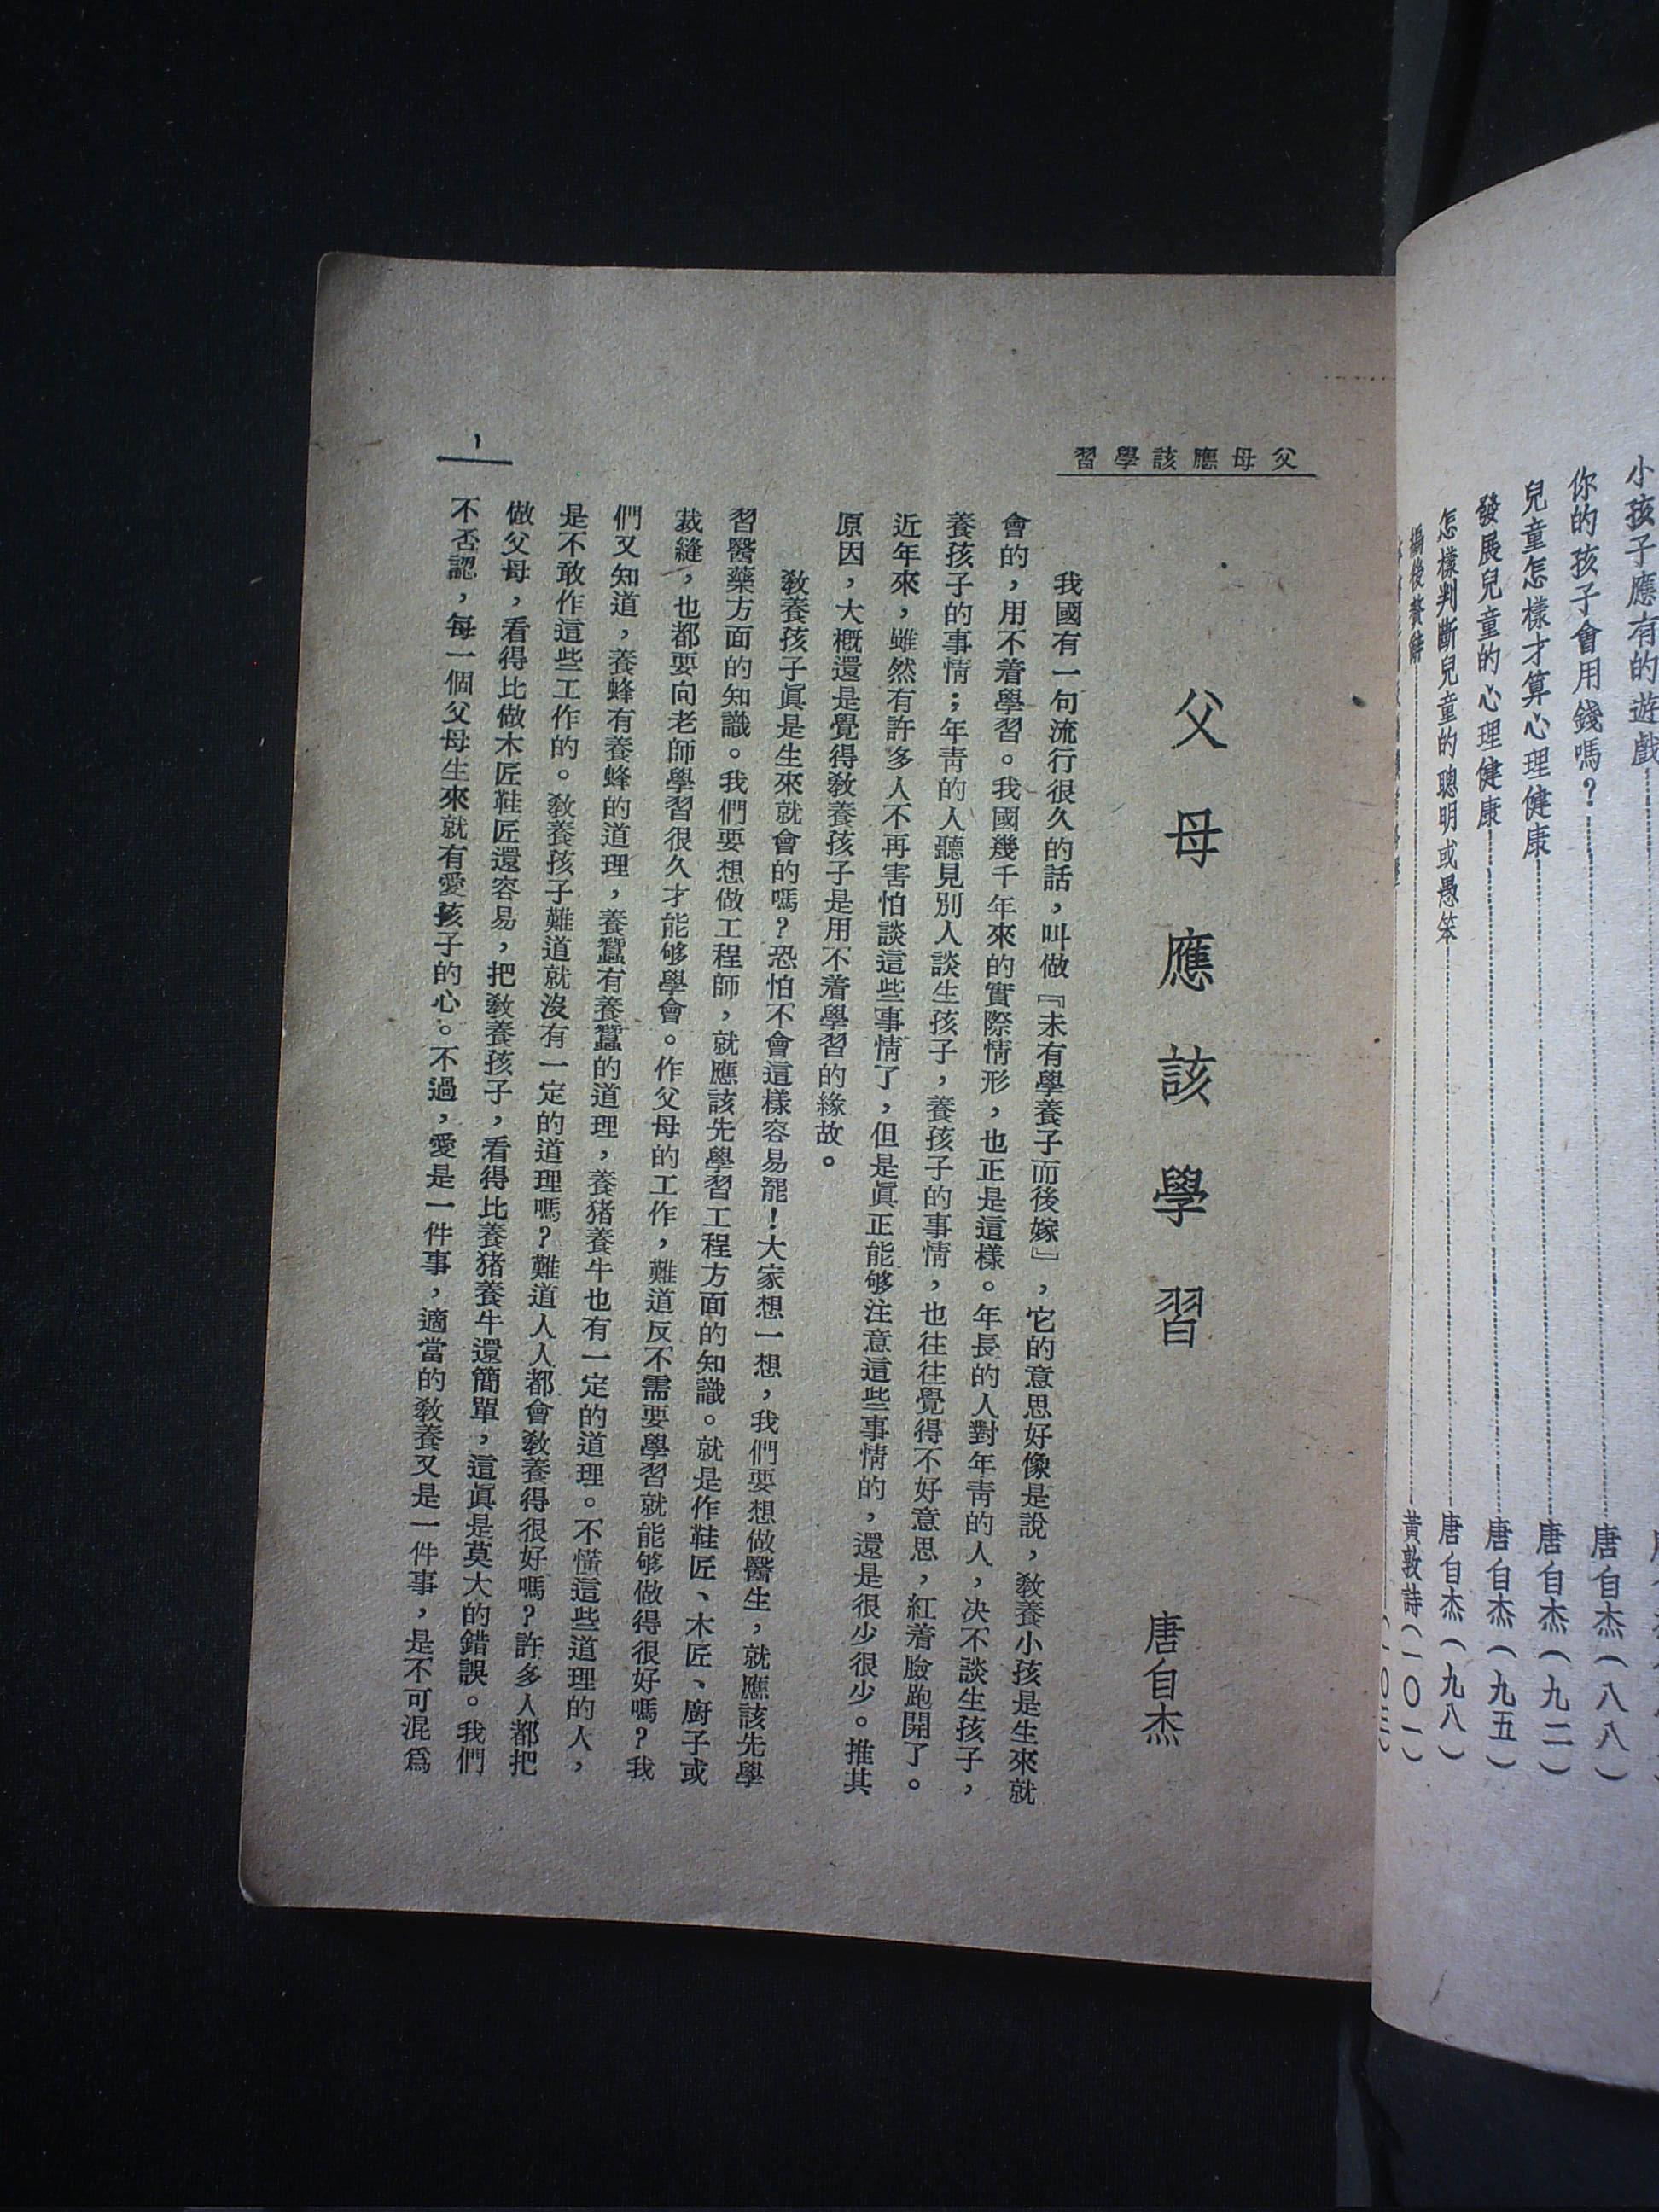 小孩子應有的遊戲
你的孩子會用錢嗎？唐自杰（八八）
兒童怎樣才算心理健康唐自杰（九二）
發展兒童的心理健康唐自杰（九五）
怎樣判斷兒童的聰明或愚笨唐自杰（九八）
編後贅辭黃敦詩（一〇一）
（一〇三）
習學該應母父
父母應該學習
唐自杰
我國有一句流行很久的話，叫做『未有學養子而後嫁』，它的意思好像是說，教養小孩是生來就
會的，用不着學習。我國幾千年來的實際情形，也正是這樣。年長的人對年靑的人，决不談生孩子，
養孩子的事情；年靑的人聽見別人談生孩子，養孩子的事情，也往往覺得不好意思，紅着臉跑開了。
近年來，雖然有許多人不再害怕談這些事情了，但是眞正能够注意這些事情的，還是很少很少。推其
原因，大概還是覺得教養孩子是用不着學習的緣故。
教養孩子眞是生來就會的嗎？恐怕不會這樣容易罷！大家想一想，我們要想做醫生，就應該先學
習醫藥方面的知識。我們要想做工程師，就應該先學習工程方面的知識。就是作鞋匠、木匠、廚子或
裁縫，也都要向老師學習很久才能够學會。作父母的工作，難道反不需要學習就能够做得很好嗎？我
們又知道，養蜂有養蜂的道理，養蠶有養蠶的道理，養猪養牛也有一定的道理。不懂這些道理的人，
是不敢作這些工作的。教養孩子難道就沒有一定的道理嗎？難道人人都會教養得很好嗎？許多人都把
做父母，看得比做木匠鞋匠還容易，把教養孩子，看得比養猪養牛還簡單，這眞是莫大的錯誤。我們
不否認，每一個父母生來就有愛孩子的心。不過，愛是一件事，適當的教養又是一件事，是不可混爲
1